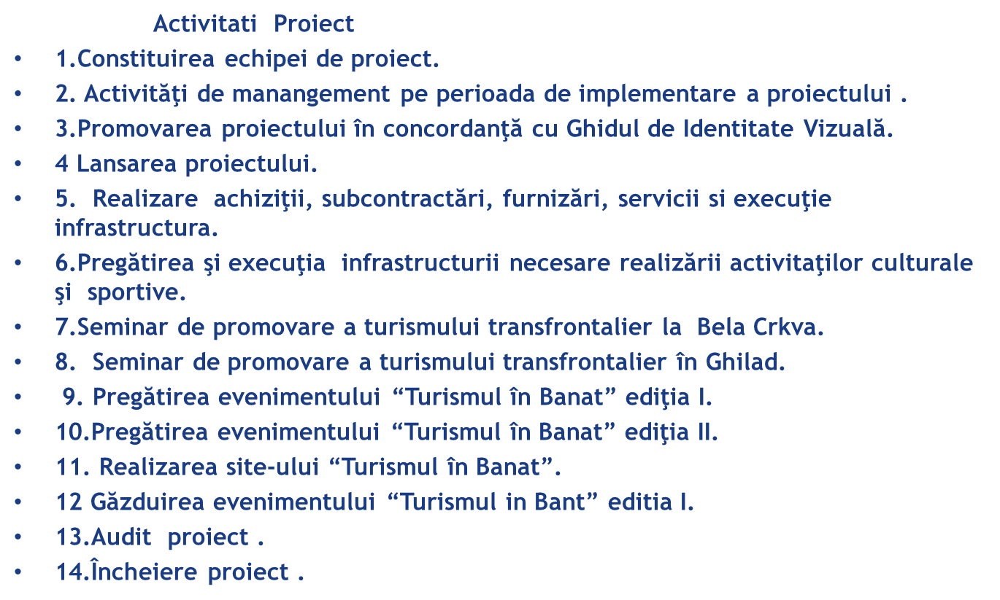 Activitati Proiect
• 1.Constituirea echipei de proiect.
• 2. Activităţi de manangement pe perioada de implementare a proiectului .
• 3.Promovarea proiectului în concordanţă cu Ghidul de Identitate Vizuală.
• 4 Lansarea proiectului.
• 5. Realizare achiziţii, subcontractări, furnizări, servicii si execuţie
infrastructura.
• 6.Pregătirea şi execuţia infrastructurii necesare realizării activitaţilor culturale
şi sportive.
• 7.Seminar de promovare a turismului transfrontalier la Bela Crkva.
• 8. Seminar de promovare a turismului transfrontalier în Ghilad.
• 9. Pregătirea evenimentului “Turismul în Banat” ediţia I.
• 10.Pregătirea evenimentului “Turismul în Banat” ediţia II.
• 11. Realizarea site-ului “Turismul în Banat”.
• 12 Găzduirea evenimentului “Turismul in Bant” editia I.
• 13.Audit proiect .
• 14.Încheiere proiect .